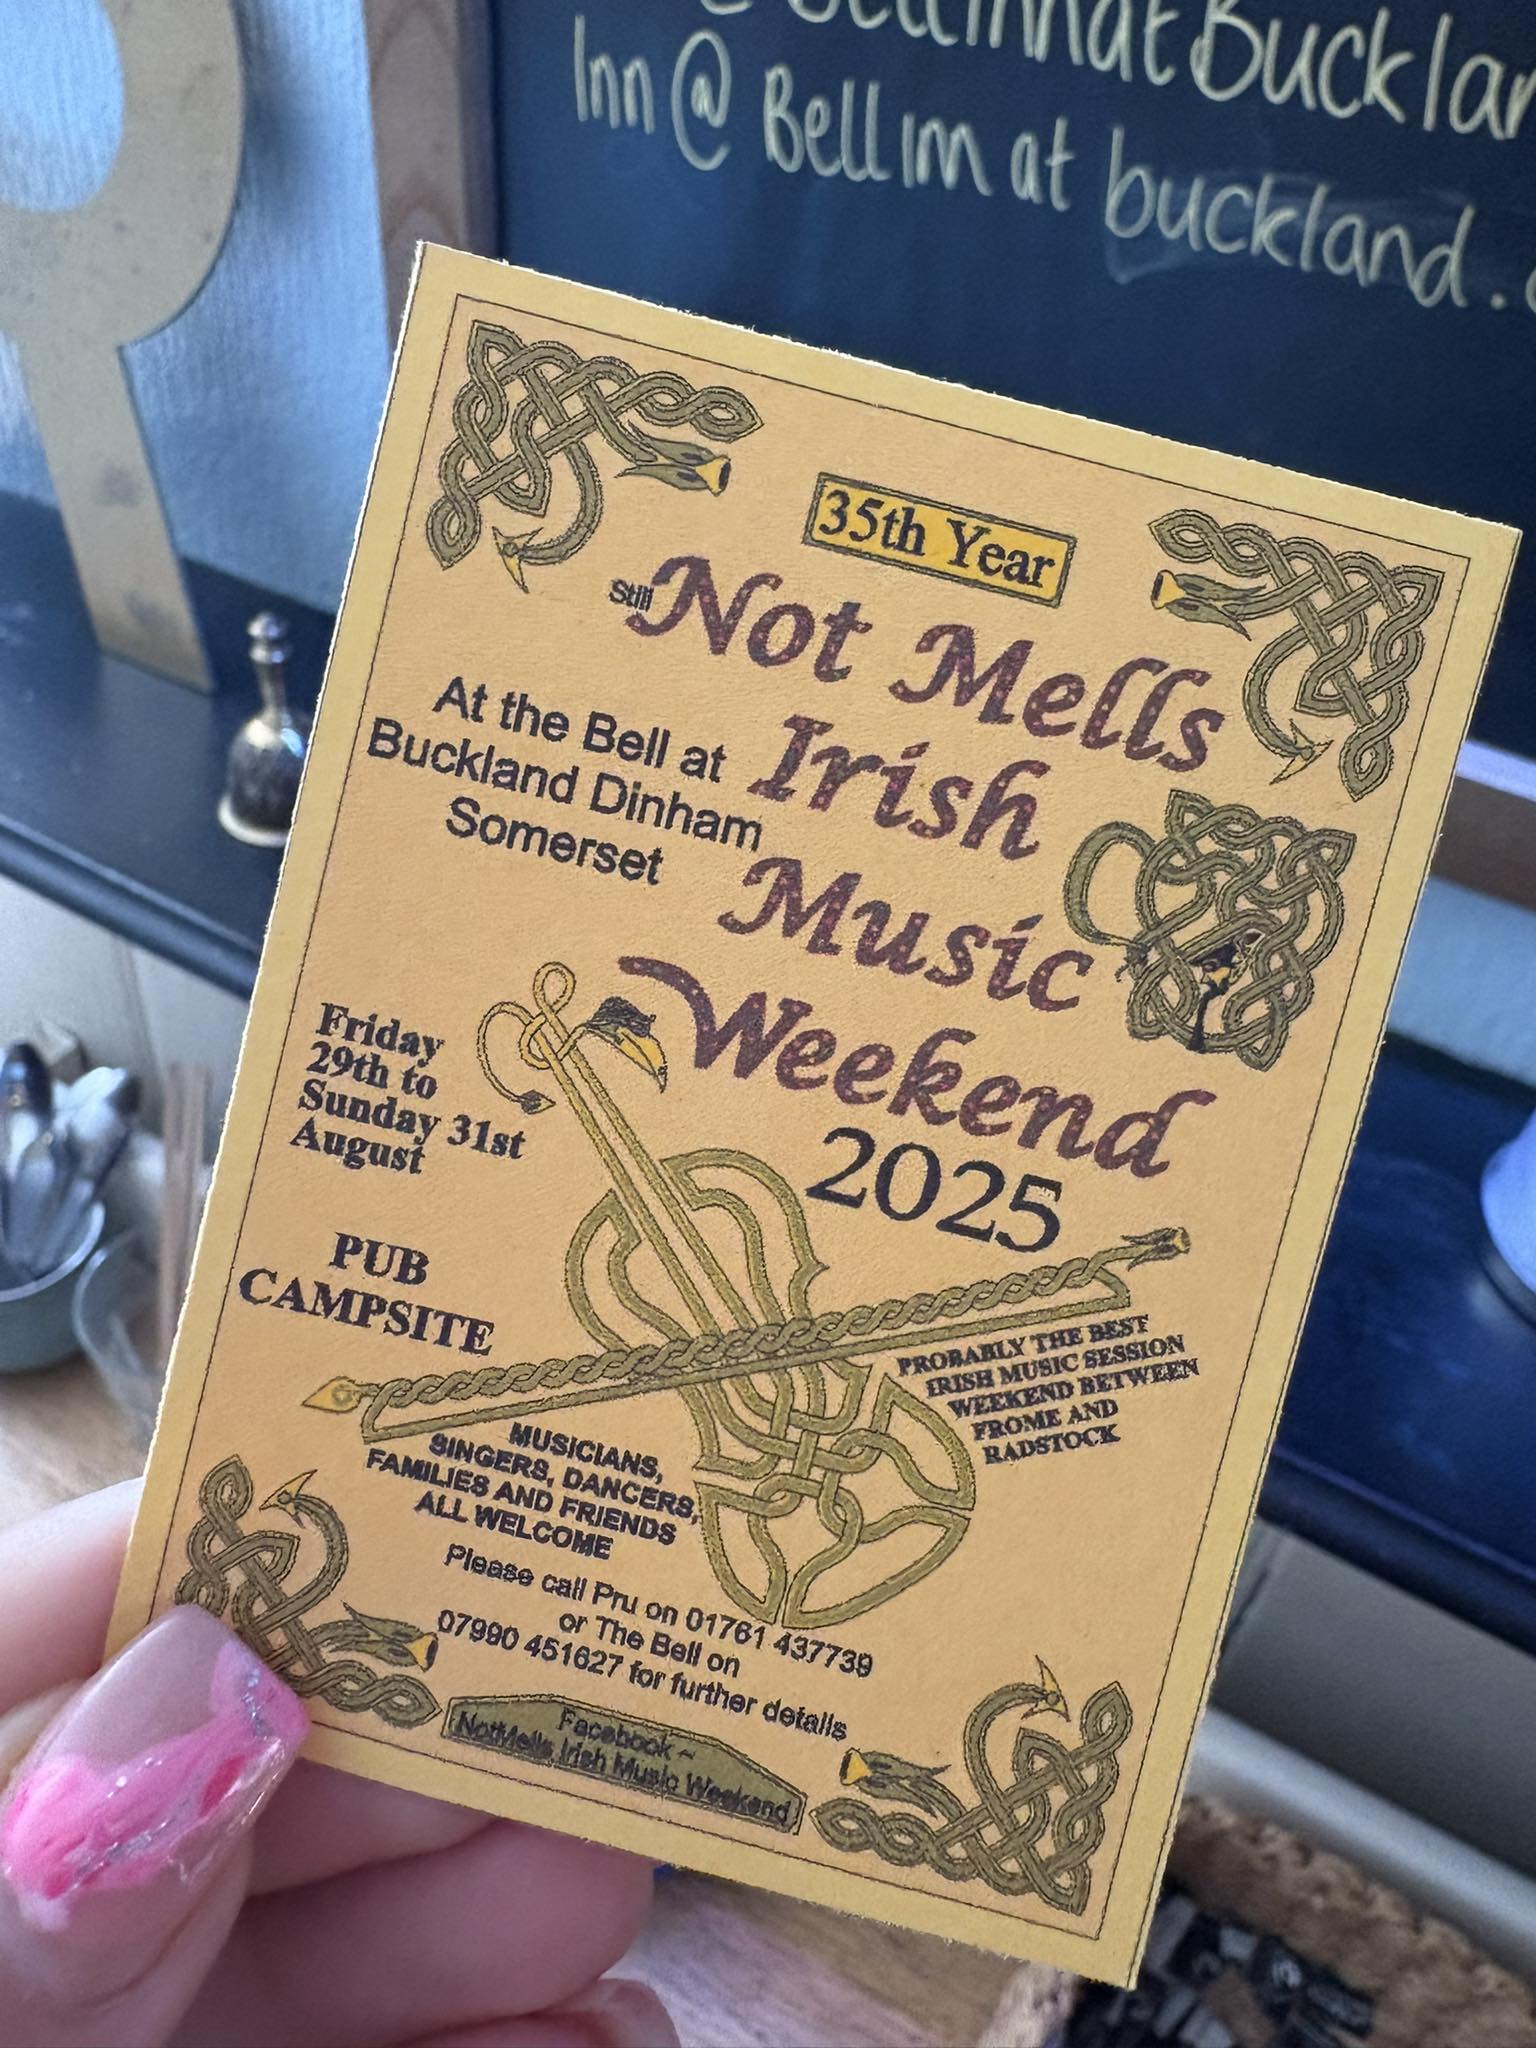 Inn @ Bell inn at buckland.
35th Year
Still Not Mells
Irish
Music
Weekend
2025
At the Bell at
Buckland Dinham
Somerset
Friday
29th to
Sunday 31st
August
PUB
CAMPSITE
PROBABLY THE BEST
IRISH MUSIC SESSION
WEEKEND BETWEEN
FROME AND
RADSTOCK
MUSICIANS,
SINGERS, DANCERS,
FAMILIES AND FRIENDS
ALL WELCOME
Please call Pru on 01761 437739
or The Bell on
07990 451627 for further details
Facebook ~
NotMells Irish Music Weekend